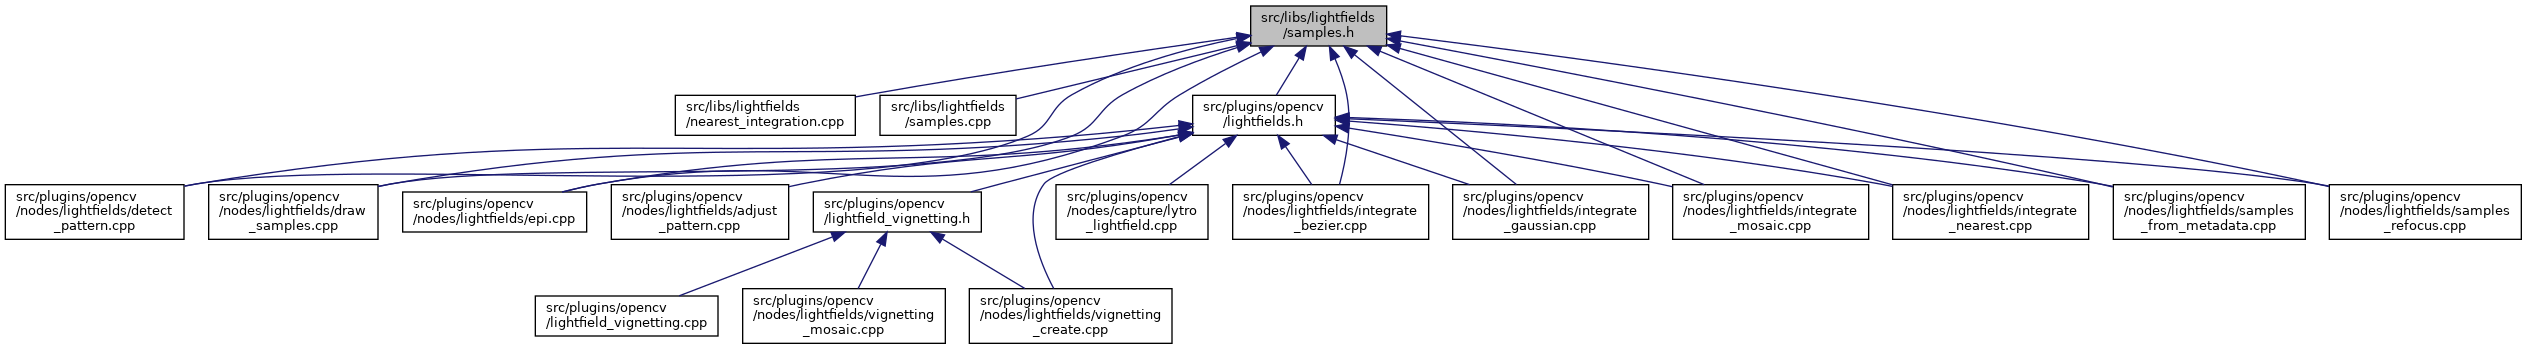 src/libs/lightfields
/samples.h
src/libs/lightfields
/nearest_integration.cpp
src/libs/lightfields
/samples.cpp
src/plugins/opencv
/lightfields.h
src/plugins/opencv
/nodes/lightfields/detect
_pattern.cpp
src/plugins/opencv
/nodes/lightfields/draw
_samples.cpp
src/plugins/opencv
/nodes/lightfields/epi.cpp
src/plugins/opencv
/nodes/lightfields/adjust
_pattern.cpp
src/plugins/opencv
/lightfield_vignetting.h
src/plugins/opencv
/nodes/capture/lytro
_lightfield.cpp
src/plugins/opencv
/nodes/lightfields/integrate
_bezier.cpp
src/plugins/opencv
/nodes/lightfields/integrate
_gaussian.cpp
src/plugins/opencv
/nodes/lightfields/integrate
_mosaic.cpp
src/plugins/opencv
/nodes/lightfields/integrate
_nearest.cpp
src/plugins/opencv
/nodes/lightfields/samples
_from_metadata.cpp
src/plugins/opencv
/nodes/lightfields/samples
_refocus.cpp
src/plugins/opencv
/lightfield_vignetting.cpp
src/plugins/opencv
/nodes/lightfields/vignetting
_mosaic.cpp
src/plugins/opencv
/nodes/lightfields/vignetting
_create.cpp